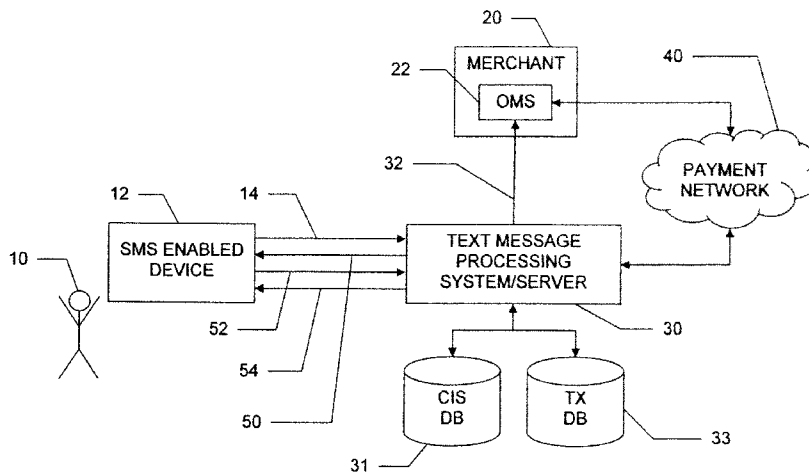 20
MERCHANT
22
OMS
40
PAYMENT
NETWORK
32
12
14
SMS ENABLED
DEVICE
TEXT MESSAGE
PROCESSING
SYSTEM/SERVER
10
52
54
50
30
CIS
DB
TX
DB
31
33